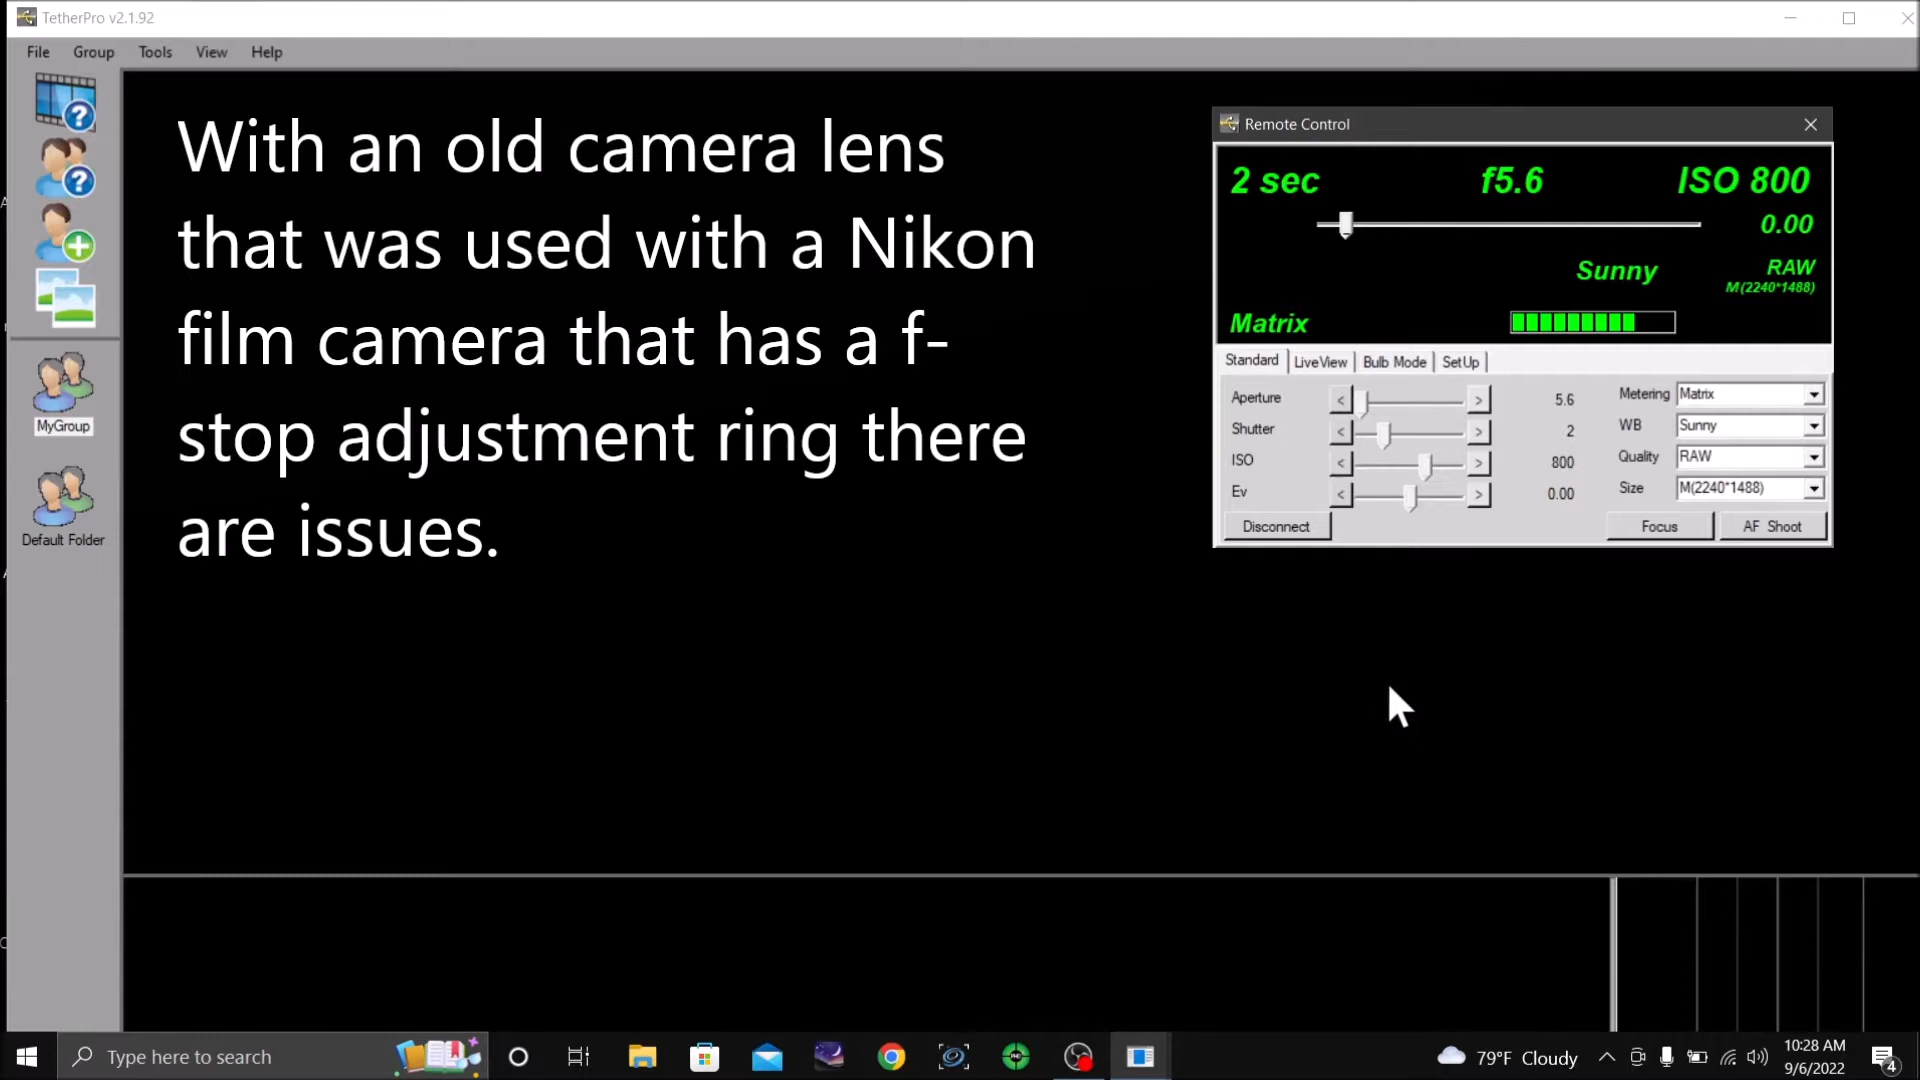 TetherPro v2.1.92
File Group Tools View Help
With an old camera lens
that was used with a Nikon
film camera that has a f-
stop adjustment ring there
are issues.
MyGroup
Default Folder
Remote Control
2 sec f5.6 ISO 800
0.00
Sunny RAW
M(2240*1488)
Matrix
Standard LiveView Bulb Mode SetUp
Aperture < > 5.6 Metering Matrix
Shutter < > 2 WB Sunny
ISO < > 800 Quality RAW
Ev < > 0.00 Size M(2240*1488)
Disconnect Focus AF Shoot
Type here to search
PHD
79°F Cloudy
10:28 AM
9/6/2022
4